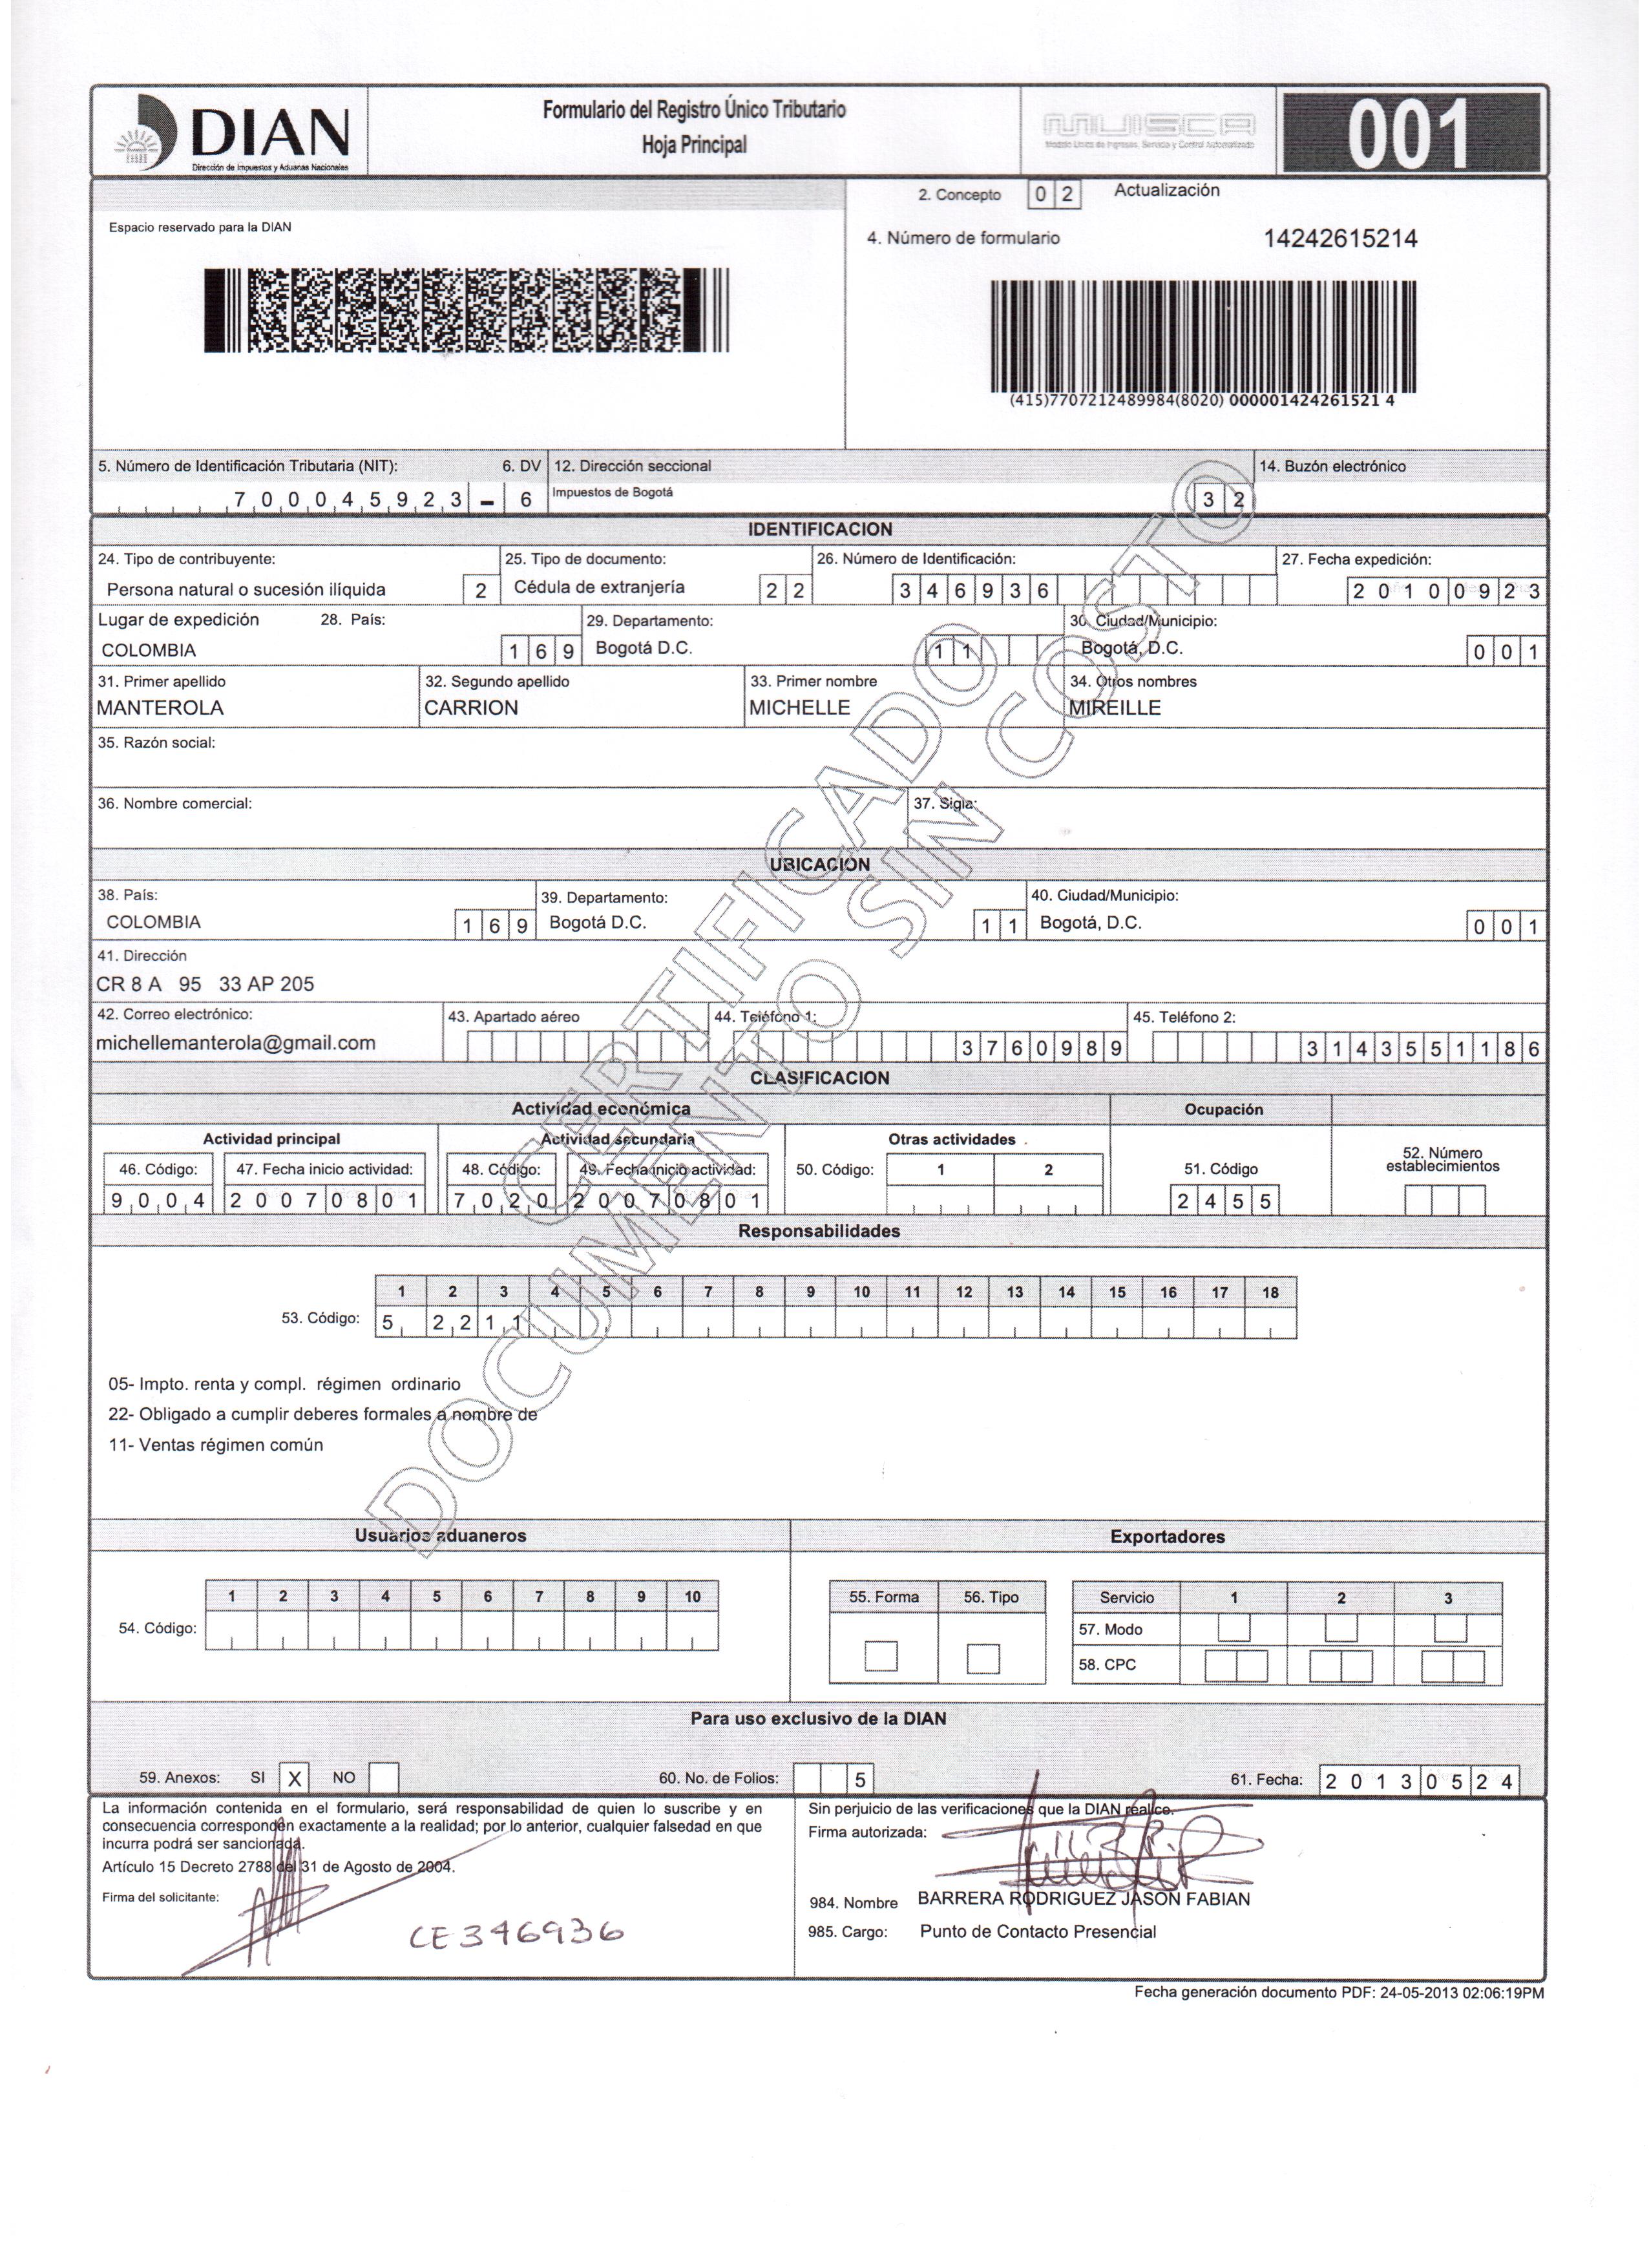 DIAN
Dirección de Impuestos y Aduanas Nacionales
Formulario del Registro Único Tributario
Hoja Principal
MUISCA
Modelo Unico de Ingresos, Servicio y Control Automatizado
001
2. Concepto 0 2 Actualización
Espacio reservado para la DIAN
4. Número de formulario 14242615214
(415)7707212489984(8020) 0000014242615214
5. Número de Identificación Tributaria (NIT): 6. DV 12. Dirección seccional 14. Buzón electrónico
7 0 0 0 4 5 9 2 3 - 6 Impuestos de Bogotá 3 2
IDENTIFICACION
24. Tipo de contribuyente: 25. Tipo de documento: 26. Número de Identificación: 27. Fecha expedición:
Persona natural o sucesión ilíquida 2 Cédula de extranjería 2 2 3 4 6 9 3 6 2 0 1 0 0 9 2 3
Lugar de expedición 28. País: 29. Departamento: 30. Ciudad/Municipio:
COLOMBIA 1 6 9 Bogotá D.C. 1 1 Bogotá, D.C. 0 0 1
31. Primer apellido 32. Segundo apellido 33. Primer nombre 34. Otros nombres
MANTEROLA CARRION MICHELLE MIREILLE
35. Razón social:
36. Nombre comercial: 37. Sigla:
UBICACION
38. País: 39. Departamento: 40. Ciudad/Municipio:
COLOMBIA 1 6 9 Bogotá D.C. 1 1 Bogotá, D.C. 0 0 1
41. Dirección
CR 8 A 95 33 AP 205
42. Correo electrónico: 43. Apartado aéreo 44. Teléfono 1: 45. Teléfono 2:
michellemanterola@gmail.com 3 7 6 0 9 8 9 3 1 4 3 5 5 1 1 8 6
CLASIFICACION
Actividad económica Ocupación
Actividad principal Actividad secundaria Otras actividades 52. Número establecimientos
46. Código: 47. Fecha inicio actividad: 48. Código: 49. Fecha inicio actividad: 50. Código: 1 2 51. Código
9 0 0 4 2 0 0 7 0 8 0 1 7 0 2 0 2 0 0 7 0 8 0 1 2 4 5 5
Responsabilidades
1 2 3 4 5 6 7 8 9 10 11 12 13 14 15 16 17 18
53. Código: 5 2 2 1 1
05- Impto. renta y compl. régimen ordinario
22- Obligado a cumplir deberes formales a nombre de
11- Ventas régimen común
CERTIFICADO
DOCUMENTO SIN COSTO
Usuarios aduaneros Exportadores
1 2 3 4 5 6 7 8 9 10 55. Forma 56. Tipo Servicio 1 2 3
54. Código: 57. Modo
58. CPC
Para uso exclusivo de la DIAN
59. Anexos: SI X NO 60. No. de Folios: 5 61. Fecha: 2 0 1 3 0 5 2 4
La información contenida en el formulario, será responsabilidad de quien lo suscribe y en
consecuencia corresponden exactamente a la realidad; por lo anterior, cualquier falsedad en que
incurra podrá ser sancionada.
Artículo 15 Decreto 2788 del 31 de Agosto de 2004.
Firma del solicitante:
CE 346936
Sin perjuicio de las verificaciones que la DIAN realice.
Firma autorizada:
984. Nombre BARRERA RODRIGUEZ JASON FABIAN
985. Cargo: Punto de Contacto Presencial
Fecha generación documento PDF: 24-05-2013 02:06:19PM